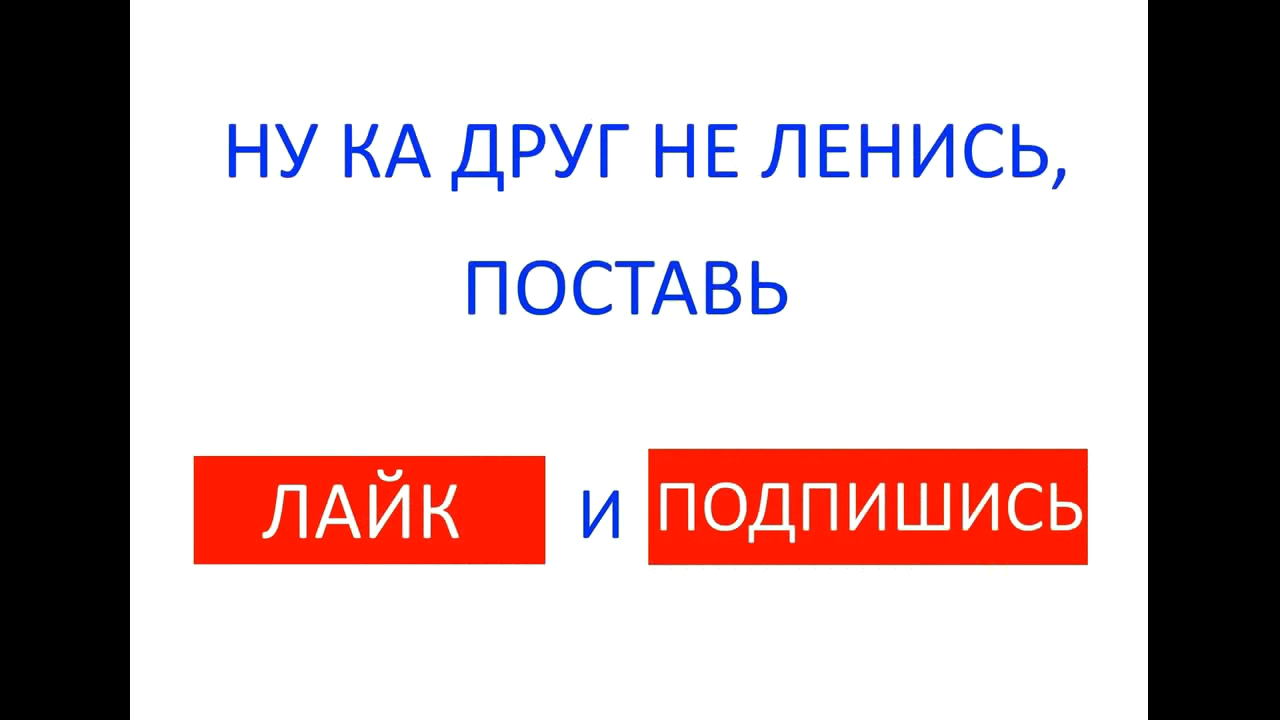 НУ КА ДРУГ НЕ ЛЕНИСЬ,
ПОСТАВЬ
ЛАЙК И ПОДПИШИСЬ